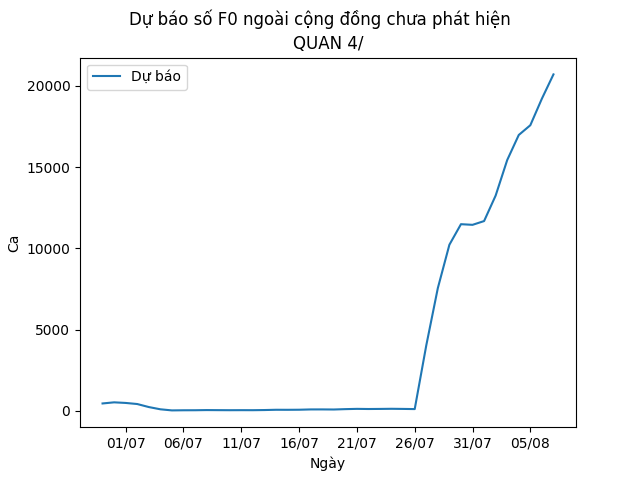 Dự báo số F0 ngoài cộng đồng chưa phát hiện
QUAN 4/
Dự báo
20000
15000
10000
5000
0
Ca
01/07 06/07 11/07 16/07 21/07 26/07 31/07 05/08
Ngày